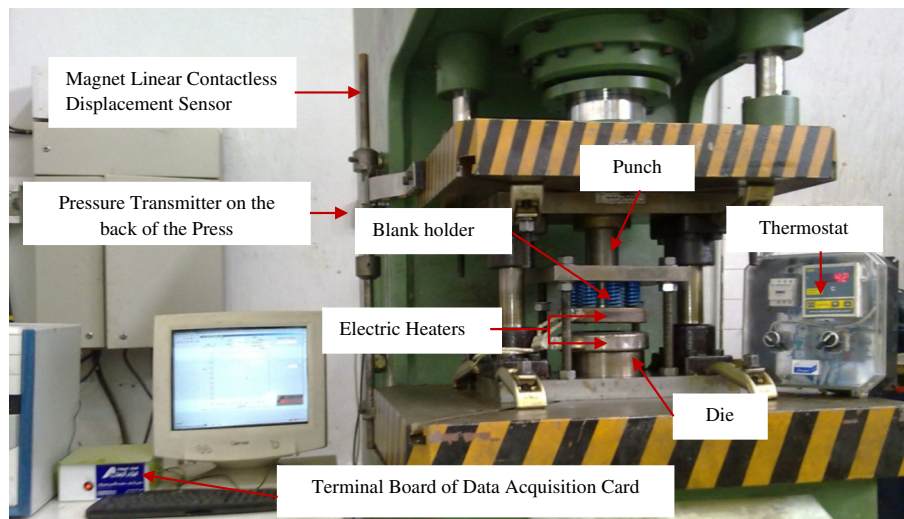 Magnet Linear Contactless
Displacement Sensor
Punch
Pressure Transmitter on the
back of the Press
Blank holder
Thermostat
Electric Heaters
Die
Terminal Board of Data Acquisition Card